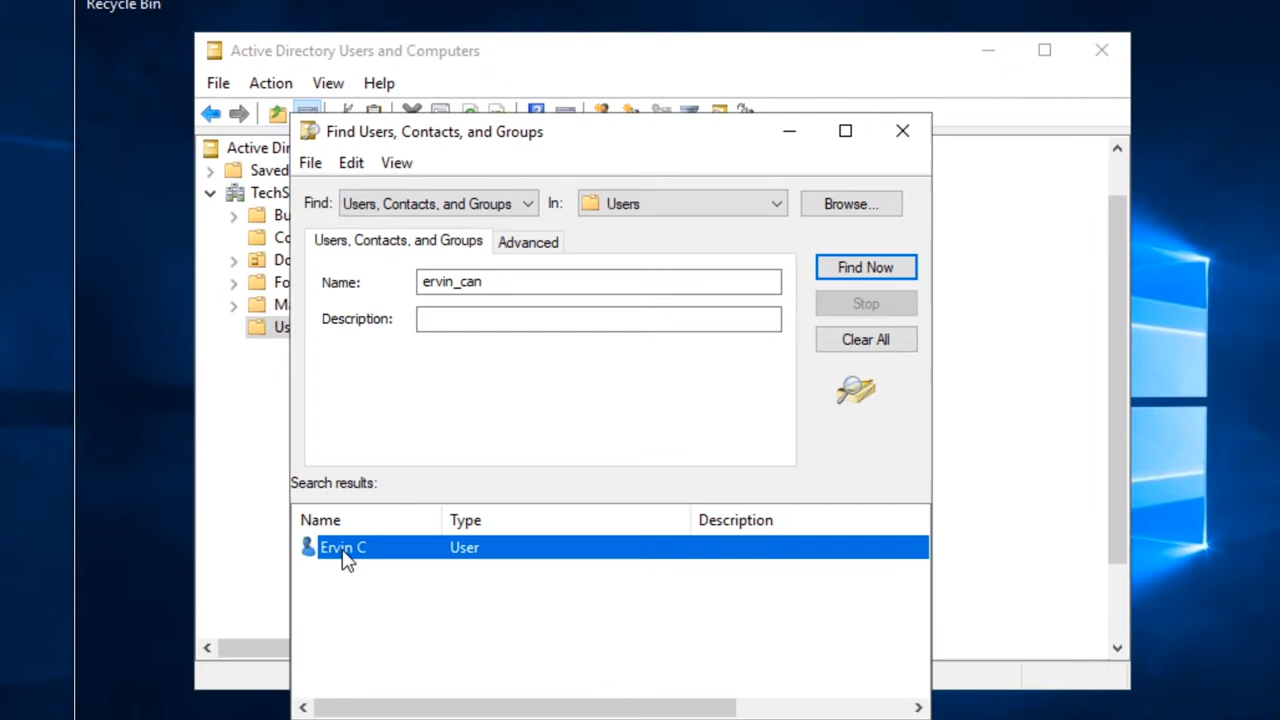 Recycle Bin
Active Directory Users and Computers
File Action View Help
Find Users, Contacts, and Groups
File Edit View
Find: Users, Contacts, and Groups In: Users Browse...
Users, Contacts, and Groups Advanced
Name: ervin_can
Description:
Find Now
Stop
Clear All
Search results:
Name Type Description
Ervin C User
Active Di
Saved
TechS
Bu
Co
Do
Fo
Ma
Us